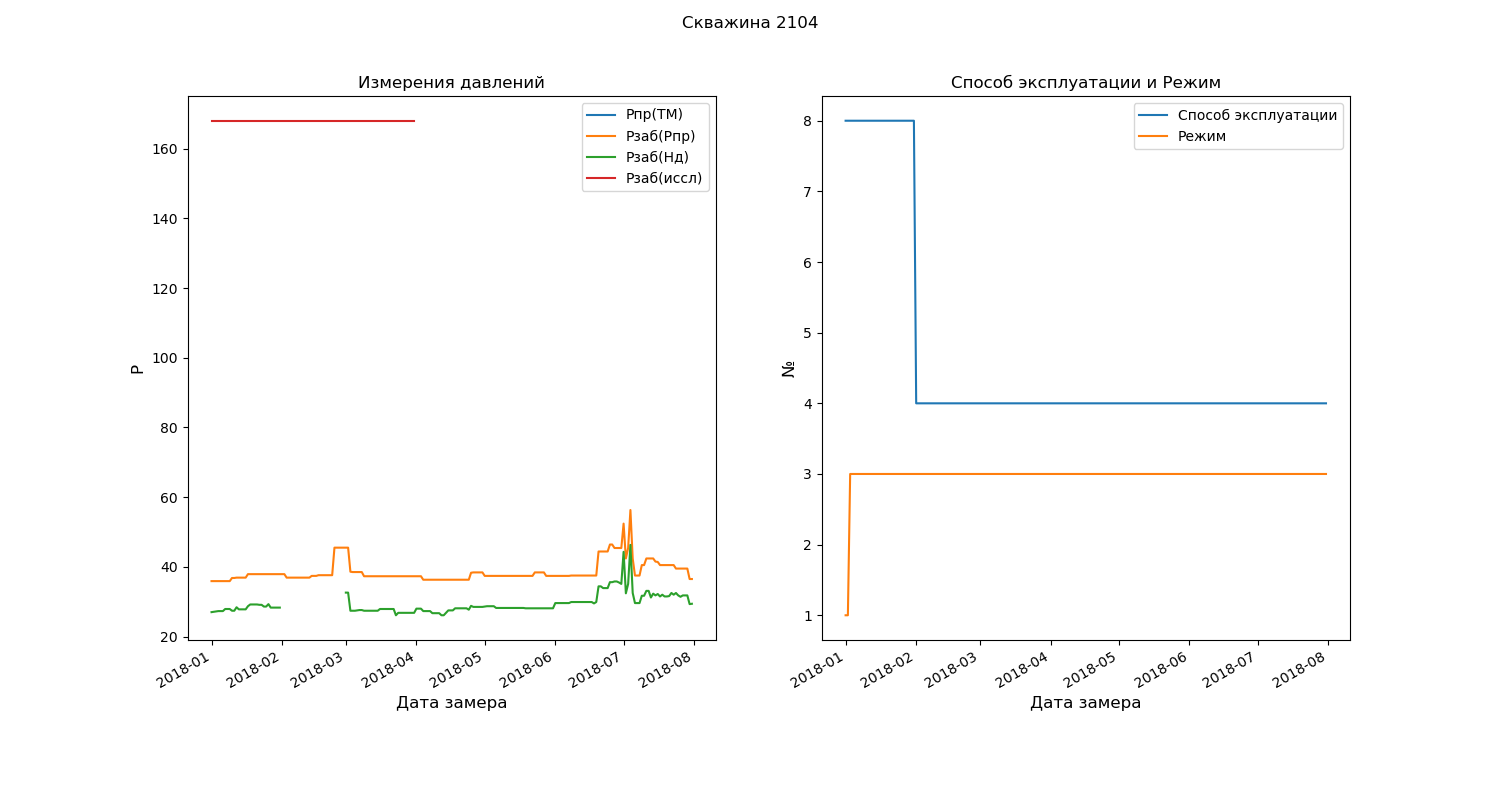 Скважина 2104
Измерения давлений
160
140
120
100
80
60
40
20
P
Рпр(ТМ)
Рзаб(Рпр)
Рзаб(Нд)
Рзаб(иссл)
2018-01
2018-02
2018-03
2018-04
2018-05
2018-06
2018-07
2018-08
Дата замера
Способ эксплуатации и Режим
8
7
6
5
4
3
2
1
№
Способ эксплуатации
Режим
2018-01
2018-02
2018-03
2018-04
2018-05
2018-06
2018-07
2018-08
Дата замера